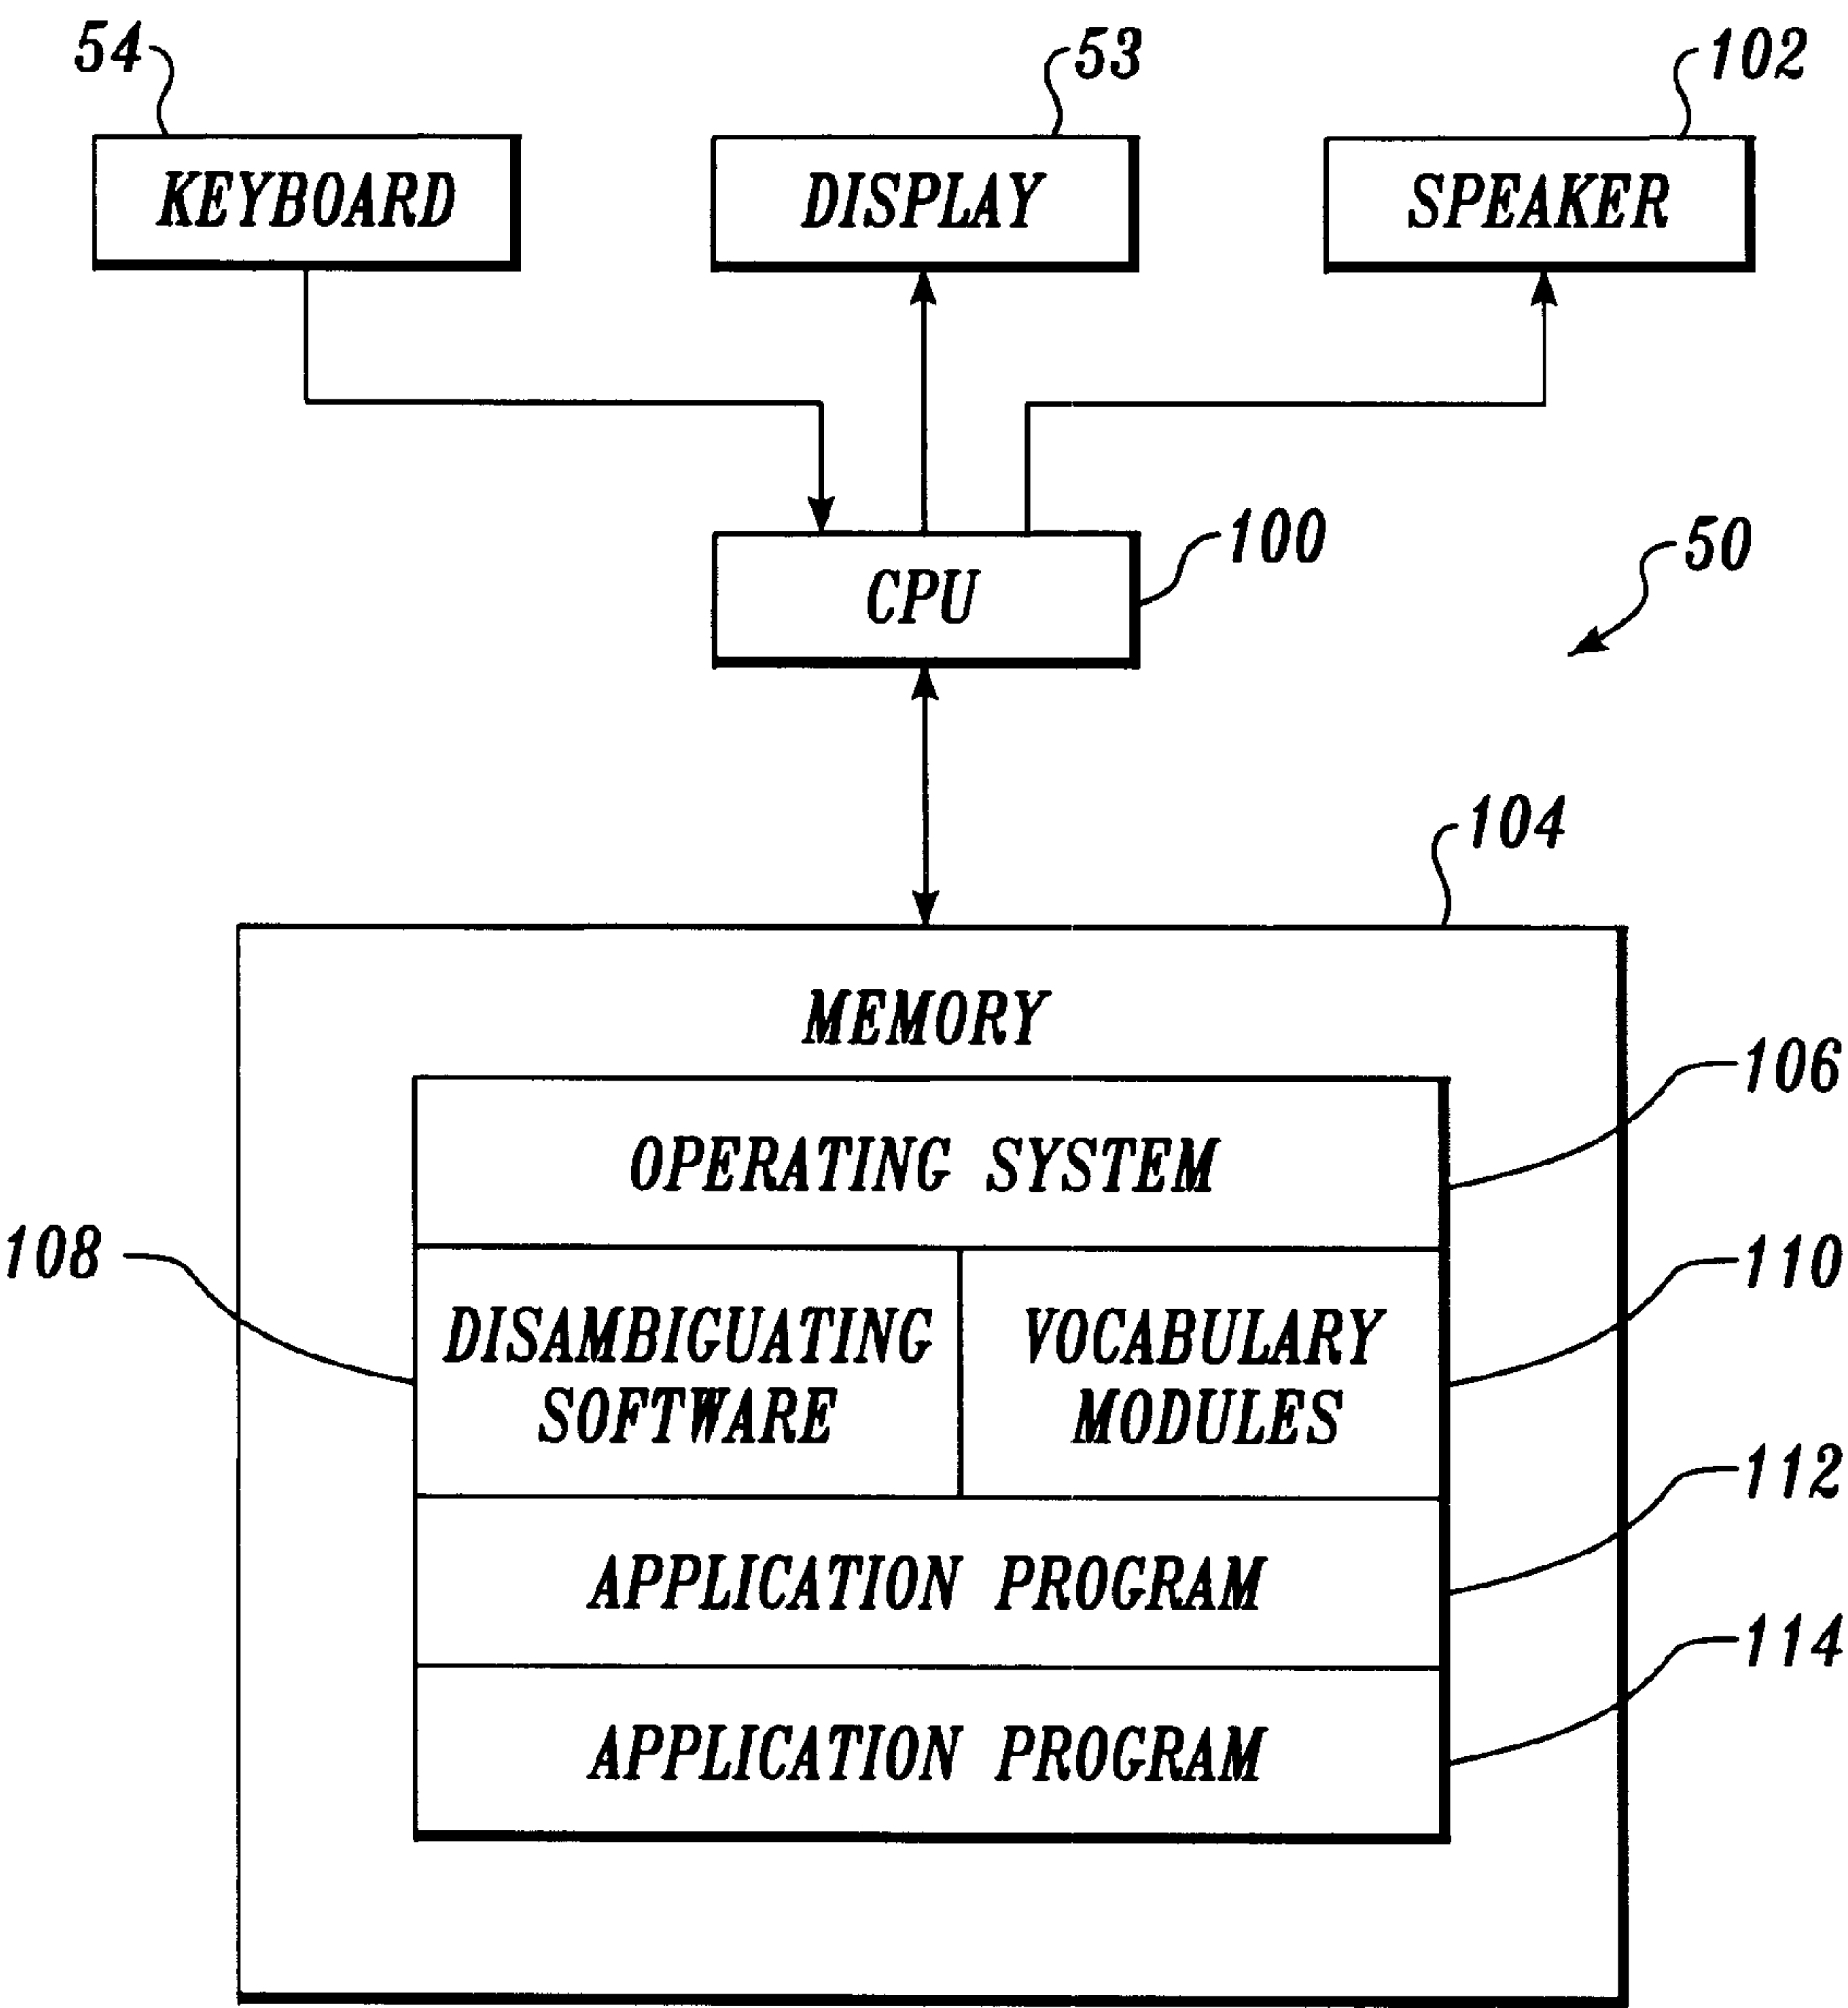 54
53
102
KEYBOARD
DISPLAY
SPEAKER
100
CPU
50
104
MEMORY
106
OPERATING SYSTEM
108
110
DISAMBIGUATING
SOFTWARE
VOCABULARY
MODULES
112
APPLICATION PROGRAM
114
APPLICATION PROGRAM